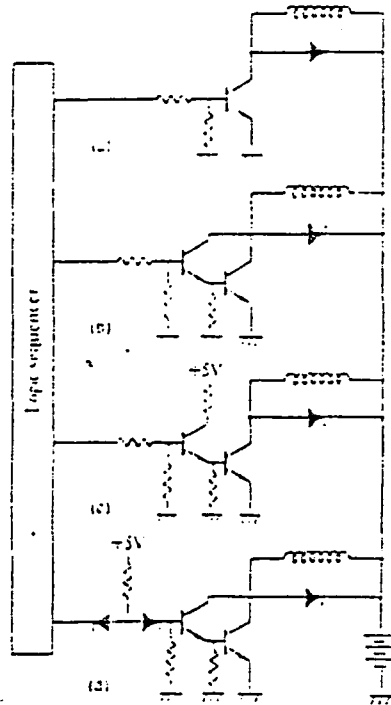 Logic sequencer
(a)
(b)
+5V
(c)
+5V
(d)